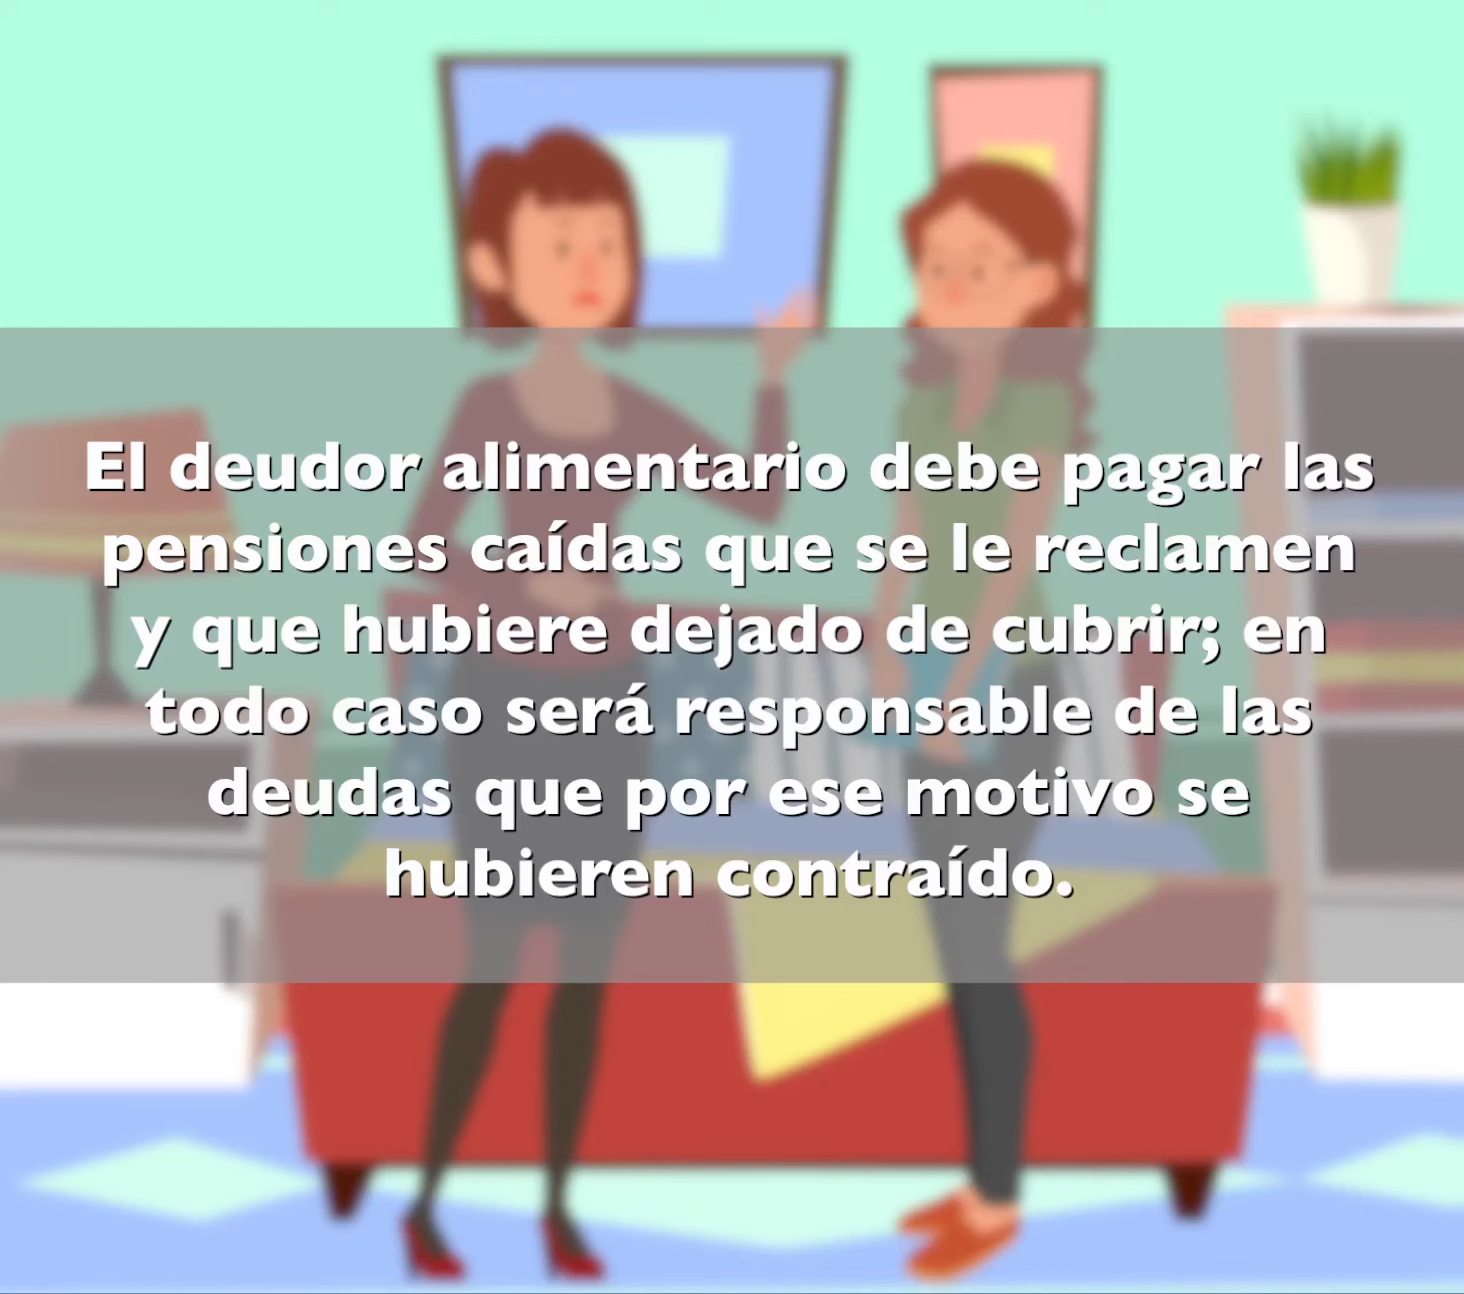 El deudor alimentario debe pagar las
pensiones caídas que se le reclamen
y que hubiere dejado de cubrir; en
todo caso será responsable de las
deudas que por ese motivo se
hubieren contraído.